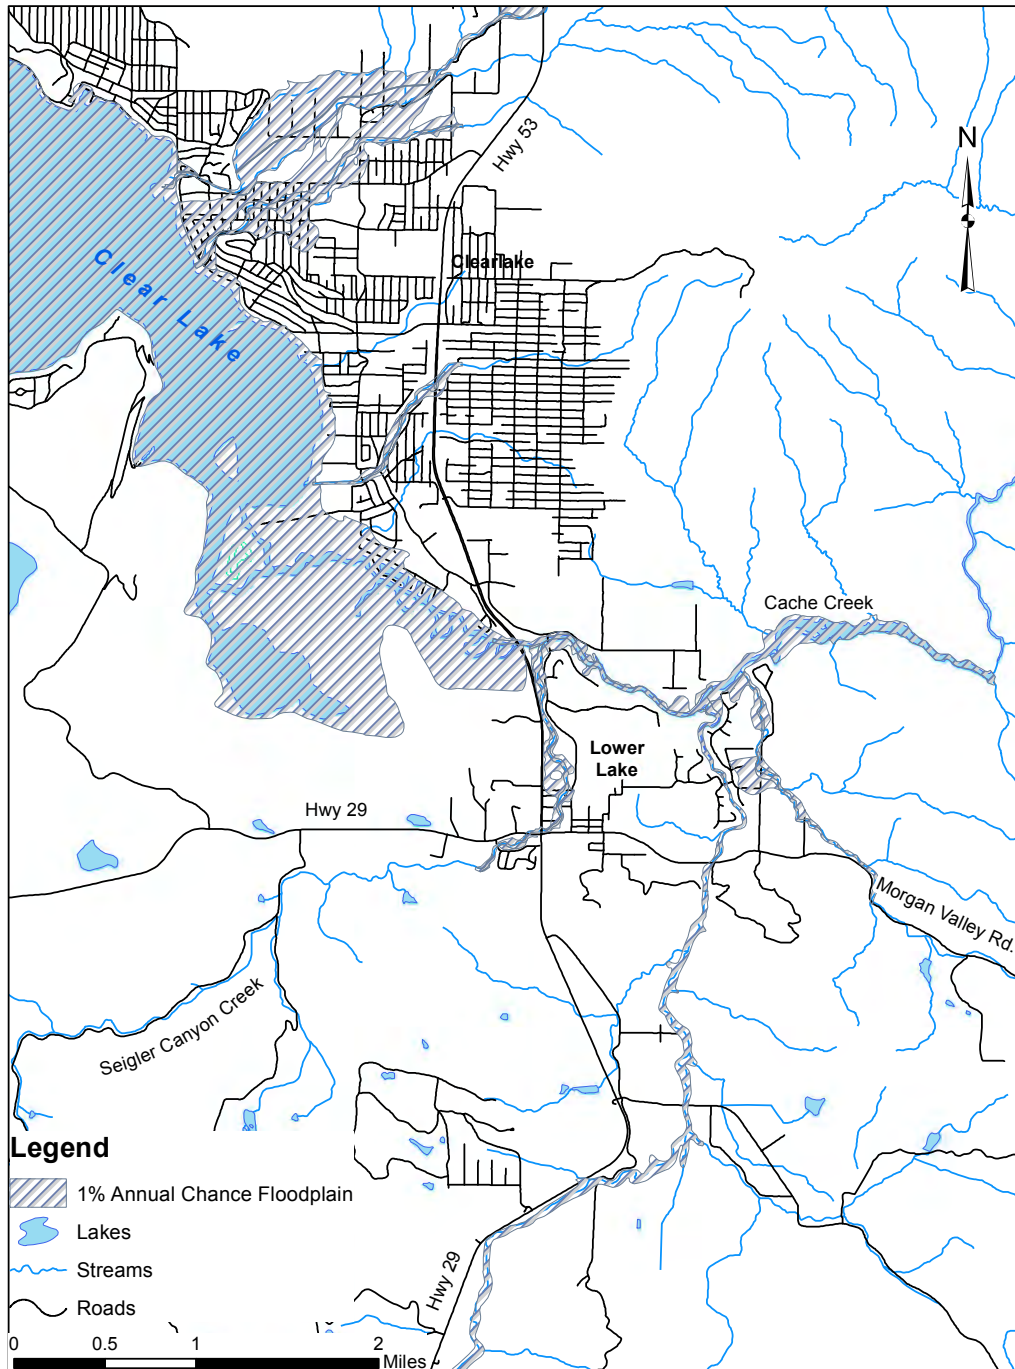 Hwy 53
N
Clearlake
Clear Lake
Cache Creek
Lower
Lake
Hwy 29
Morgan Valley Rd.
Seigler Canyon Creek
Legend
1% Annual Chance Floodplain
Lakes
Streams
Roads
Hwy 29
0 0.5 1 2
Miles